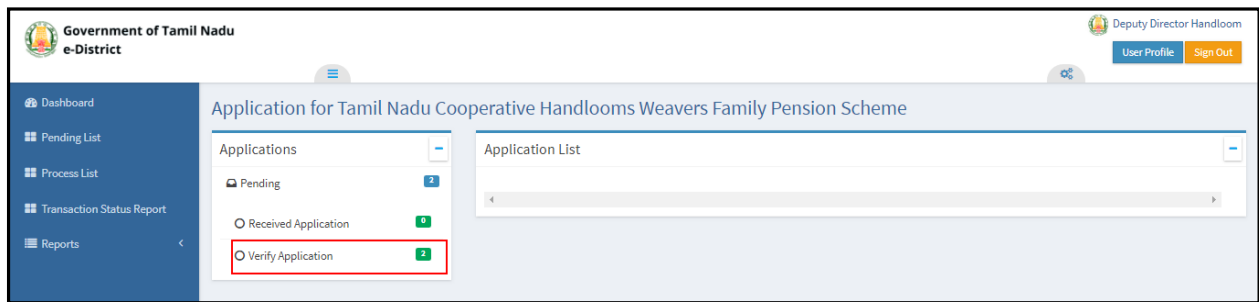 Government of Tamil Nadu
e-District
Deputy Director Handloom
User Profile
Sign Out
Dashboard
Pending List
Process List
Transaction Status Report
Reports
Application for Tamil Nadu Cooperative Handlooms Weavers Family Pension Scheme
Applications
Pending 2
Received Application 0
Verify Application 2
Application List